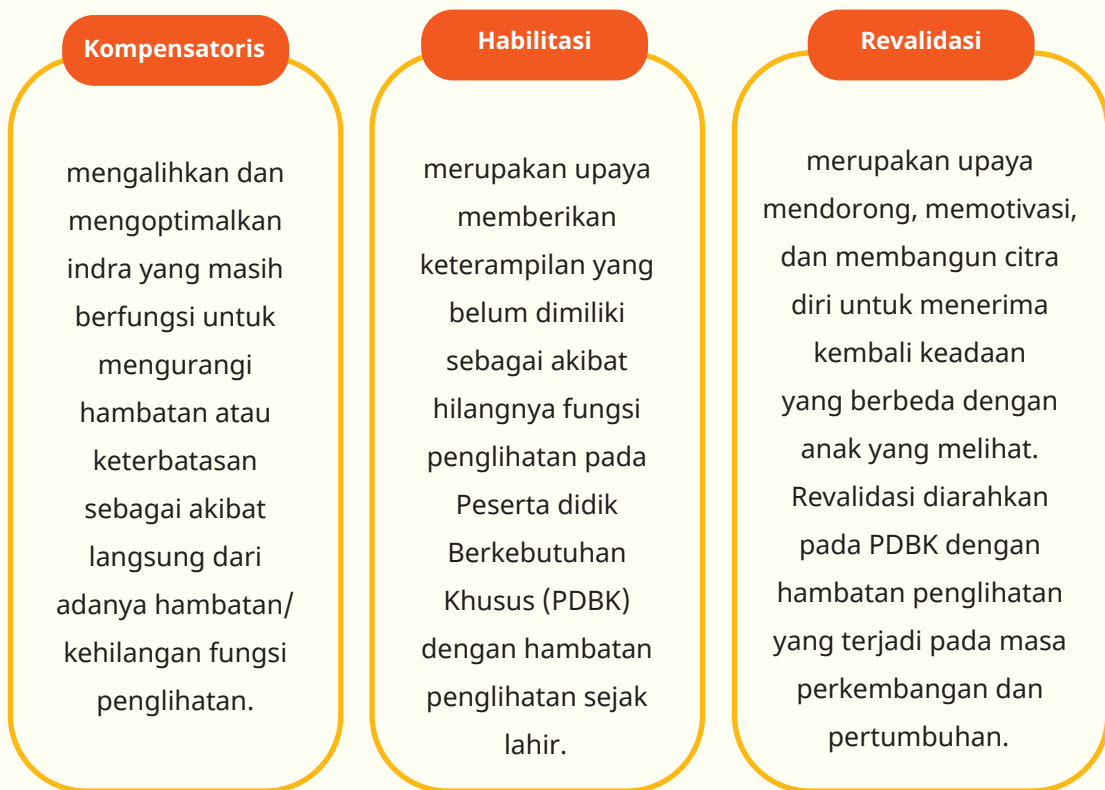 Kompensatoris
mengalihkan dan
mengoptimalkan
indra yang masih
berfungsi untuk
mengurangi
hambatan atau
keterbatasan
sebagai akibat
langsung dari
adanya hambatan/
kehilangan fungsi
penglihatan.
Habilitasi
merupakan upaya
memberikan
keterampilan yang
belum dimiliki
sebagai akibat
hilangnya fungsi
penglihatan pada
Peserta didik
Berkebutuhan
Khusus (PDBK)
dengan hambatan
penglihatan sejak
lahir.
Revalidasi
merupakan upaya
mendorong, memotivasi,
dan membangun citra
diri untuk menerima
kembali keadaan
yang berbeda dengan
anak yang melihat.
Revalidasi diarahkan
pada PDBK dengan
hambatan penglihatan
yang terjadi pada masa
perkembangan dan
pertumbuhan.